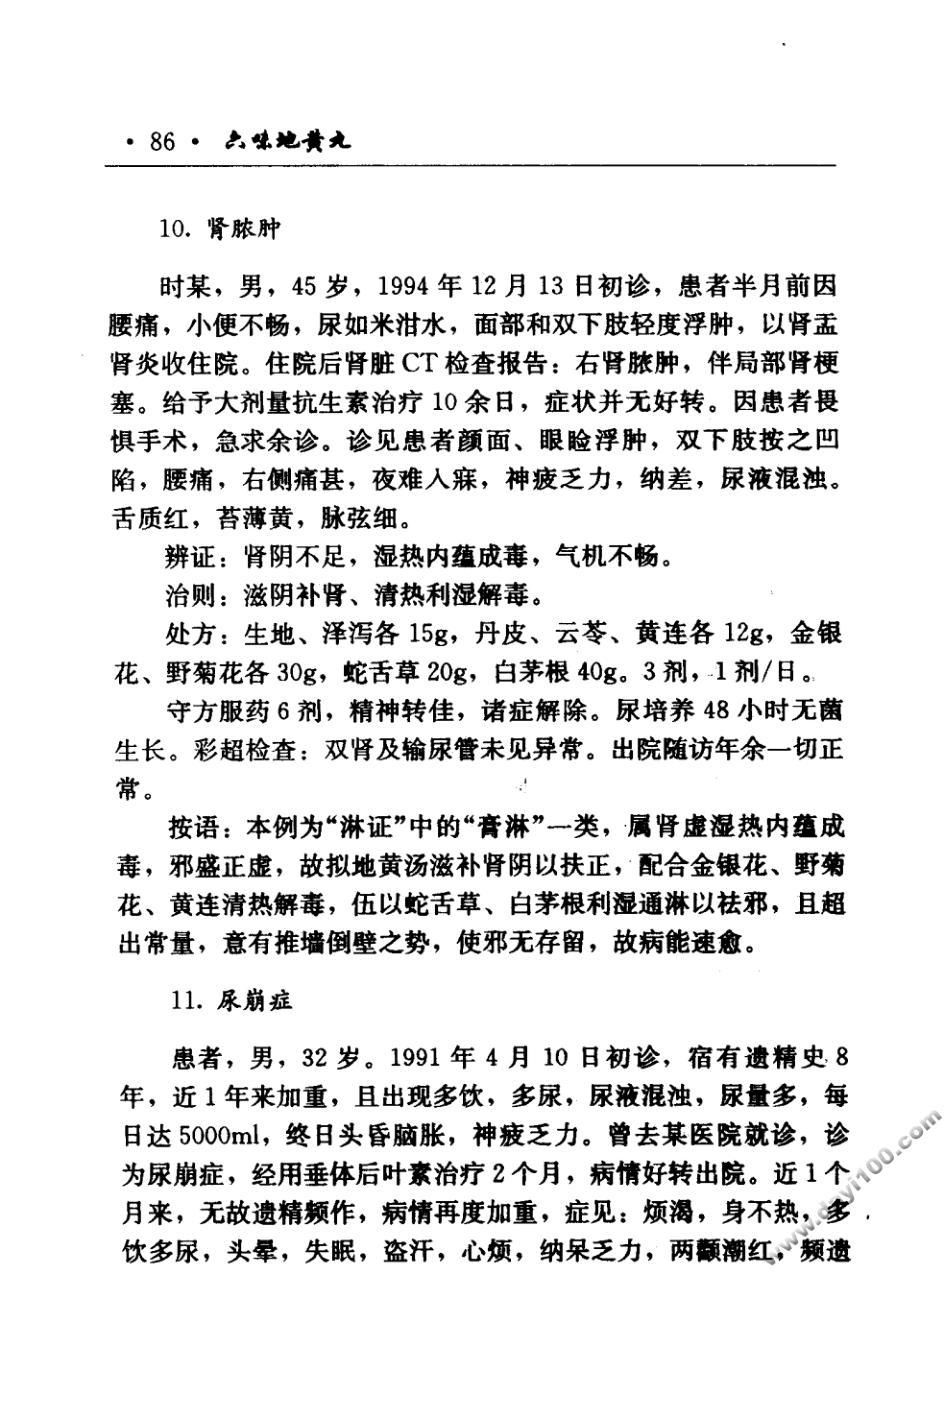 · 86 · 六味地黄丸
10. 肾脓肿
时某，男，45 岁，1994 年 12 月 13 日初诊，患者半月前因
腰痛，小便不畅，尿如米泔水，面部和双下肢轻度浮肿，以肾盂
肾炎收住院。住院后肾脏 CT 检查报告：右肾脓肿，伴局部肾梗
塞。给予大剂量抗生素治疗 10 余日，症状并无好转。因患者畏
惧手术，急求余诊。诊见患者颜面、眼睑浮肿，双下肢按之凹
陷，腰痛，右侧痛甚，夜难入寐，神疲乏力，纳差，尿液混浊。
舌质红，苔薄黄，脉弦细。
辨证：肾阴不足，湿热内蕴成毒，气机不畅。
治则：滋阴补肾、清热利湿解毒。
处方：生地、泽泻各 15g，丹皮、云苓、黄连各 12g，金银
花、野菊花各 30g，蛇舌草 20g，白茅根 40g。3 剂，1 剂/日。
守方服药 6 剂，精神转佳，诸症解除。尿培养 48 小时无菌
生长。彩超检查：双肾及输尿管未见异常。出院随访年余一切正
常。
按语：本例为“淋证”中的“膏淋”一类，属肾虚湿热内蕴成
毒，邪盛正虚，故拟地黄汤滋补肾阴以扶正，配合金银花、野菊
花、黄连清热解毒，伍以蛇舌草、白茅根利湿通淋以祛邪，且超
出常量，意有推墙倒壁之势，使邪无存留，故病能速愈。
11. 尿崩症
患者，男，32 岁。1991 年 4 月 10 日初诊，宿有遗精史 8
年，近 1 年来加重，且出现多饮，多尿，尿液混浊，尿量多，每
日达 5000ml，终日头昏脑胀，神疲乏力。曾去某医院就诊，诊
为尿崩症，经用垂体后叶素治疗 2 个月，病情好转出院。近 1 个
月来，无故遗精频作，病情再度加重，症见：烦渴，身不热，多
饮多尿，头晕，失眠，盗汗，心烦，纳呆乏力，两颧潮红，频遗
www.dayi100.com